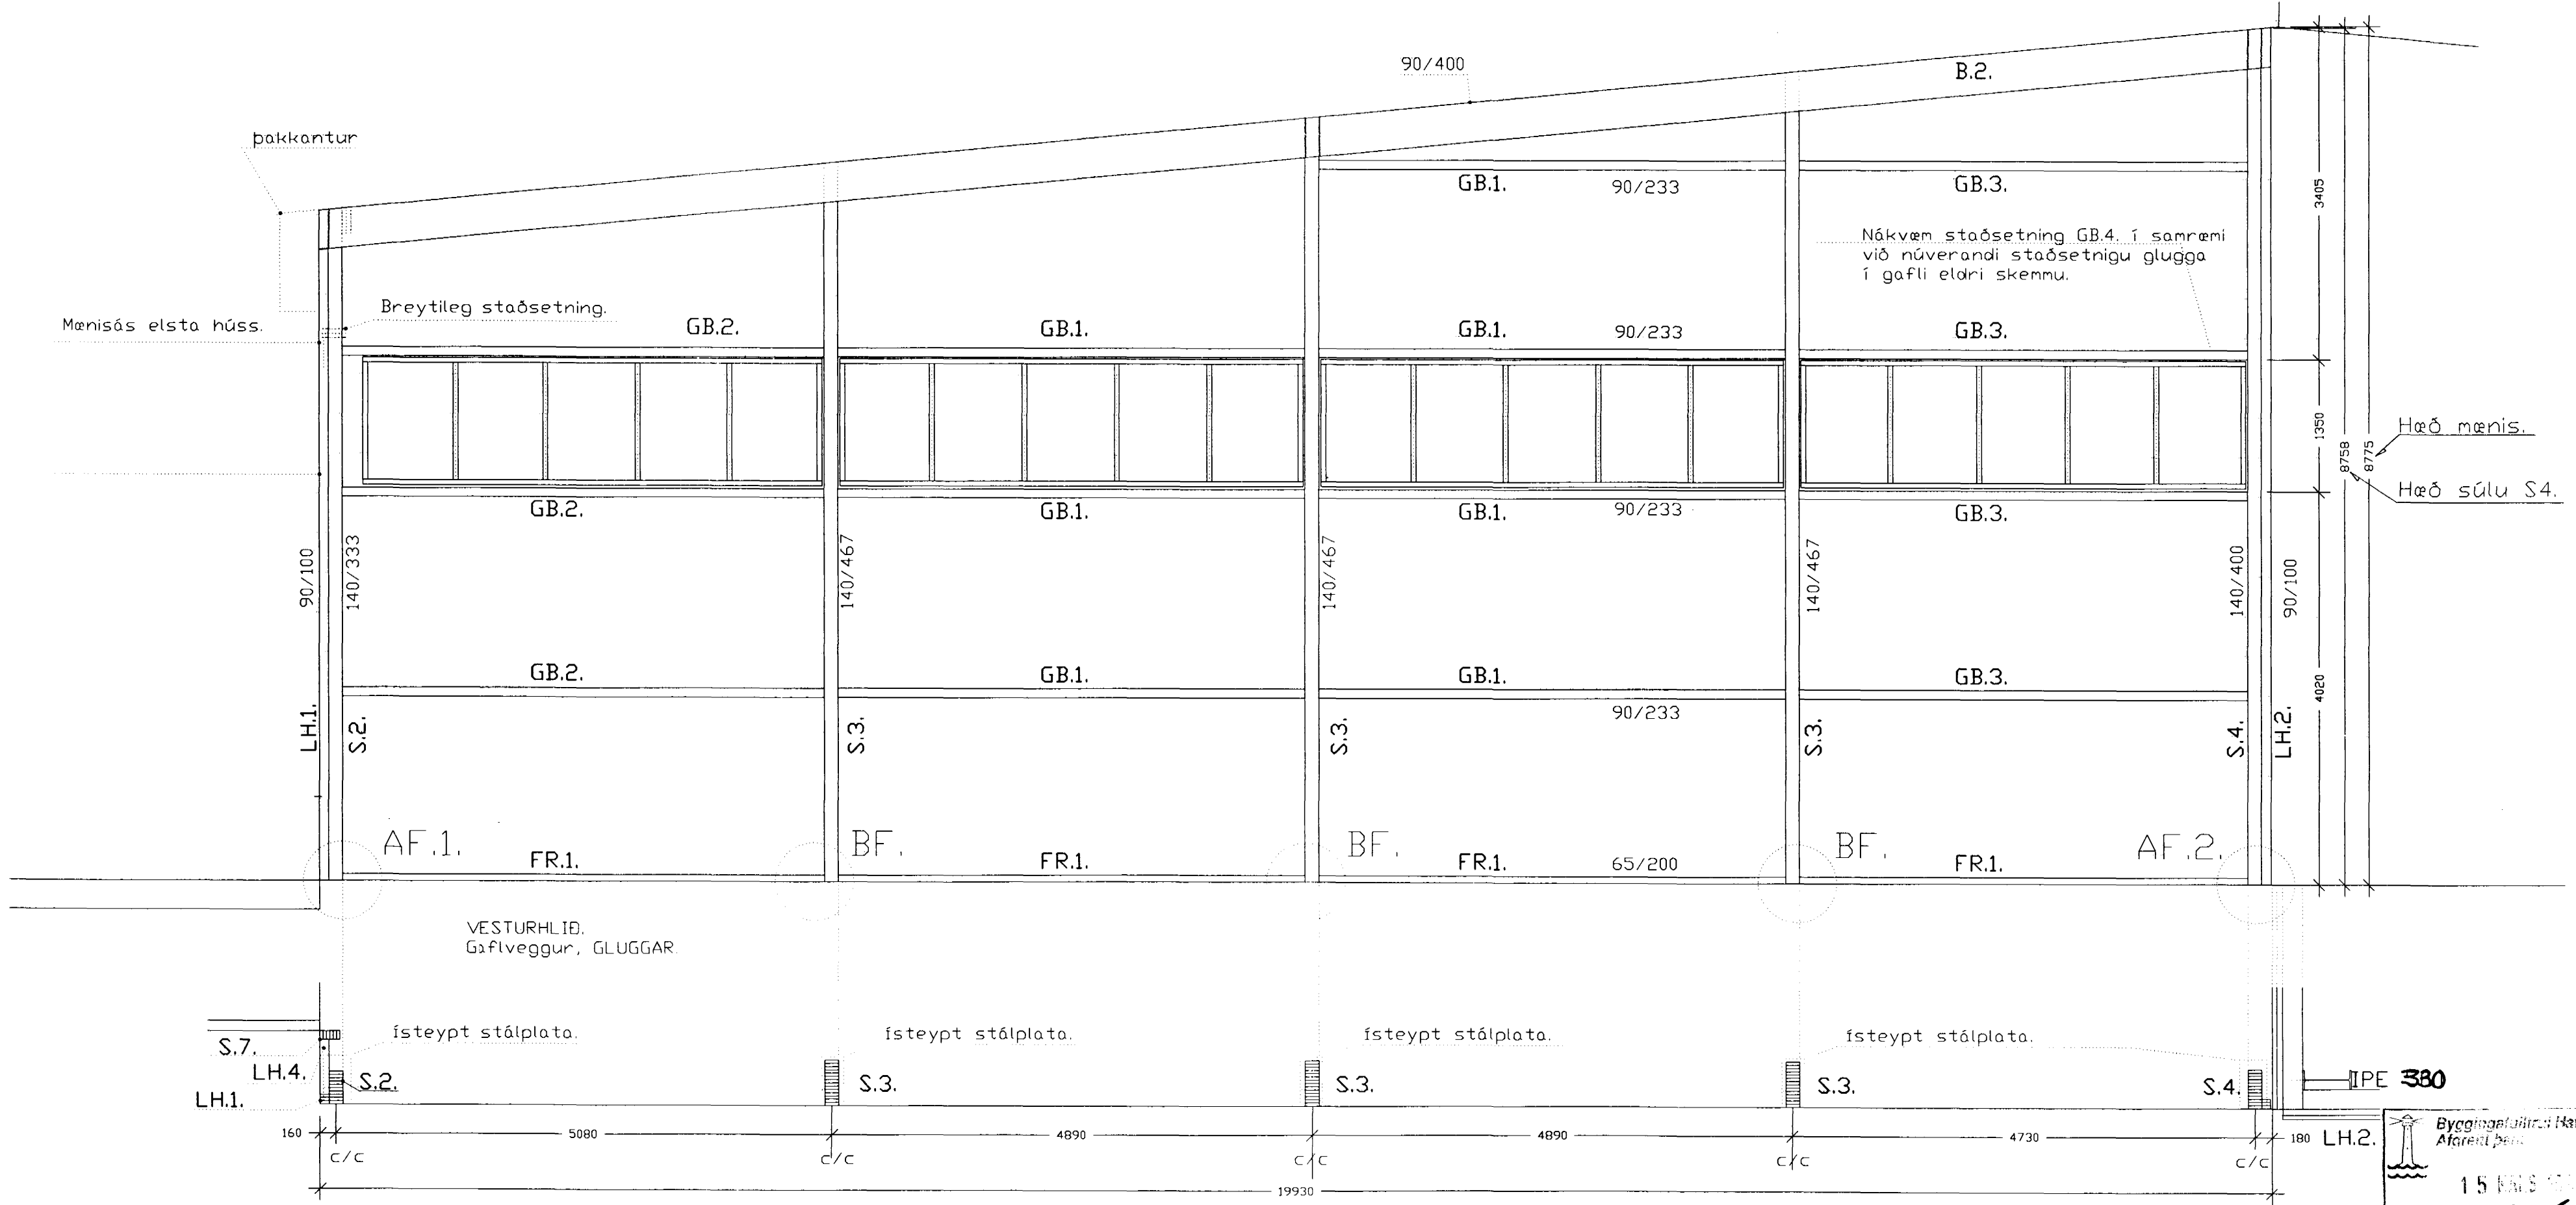 90/400
B.2.
þakkantur
GB.1.
90/233
GB.3.
3405
Nákvæm staðsetning GB.4. í samræmi
við núverandi staðsetnigu glugga
í gafli eldri skemmu.
Mænisás elsta húss.
Breytileg staðsetning.
GB.2.
GB.1.
GB.1.
90/233
GB.3.
1350
8758
8775
Hæð mænis.
Hæð súlu S4.
GB.2.
GB.1.
GB.1.
90/233
GB.3.
90/100
140/333
140/467
140/467
140/467
140/400
90/100
GB.2.
GB.1.
GB.1.
GB.3.
4020
90/233
LH.1.
S.2.
S.3.
S.3.
S.3.
S.4.
LH.2.
AF.1.
BF.
BF.
BF.
AF.2.
FR.1.
FR.1.
FR.1.
65/200
FR.1.
VESTURHLIÐ.
Gaflveggur, GLUGGAR.
ísteypt stálplata.
ísteypt stálplata.
ísteypt stálplata.
ísteypt stálplata.
S.7.
LH.4.
S.2.
S.3.
S.3.
S.3.
S.4.
IPE
LH.1.
160
5080
4890
4890
4730
180
LH.2.
c/c
c/c
c/c
c/c
c/c
19930
15